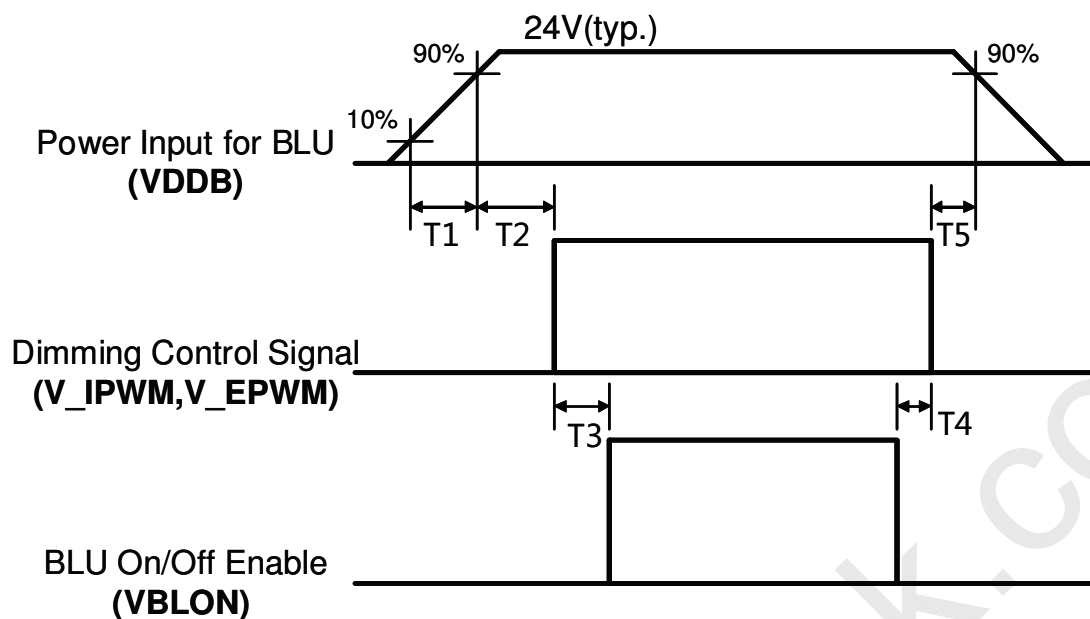 24V(typ.)
90%
90%
10%
Power Input for BLU
(VDDB)
T1
T2
T5
Dimming Control Signal
(V_IPWM,V_EPWM)
T3
T4
BLU On/Off Enable
(VBLON)
k.co